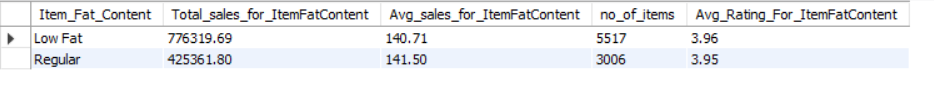 Item_Fat_Content Total_sales_for_ItemFatContent Avg_sales_for_ItemFatContent no_of_items Avg_Rating_For_ItemFatContent
Low Fat 776319.69 140.71 5517 3.96
Regular 425361.80 141.50 3006 3.95